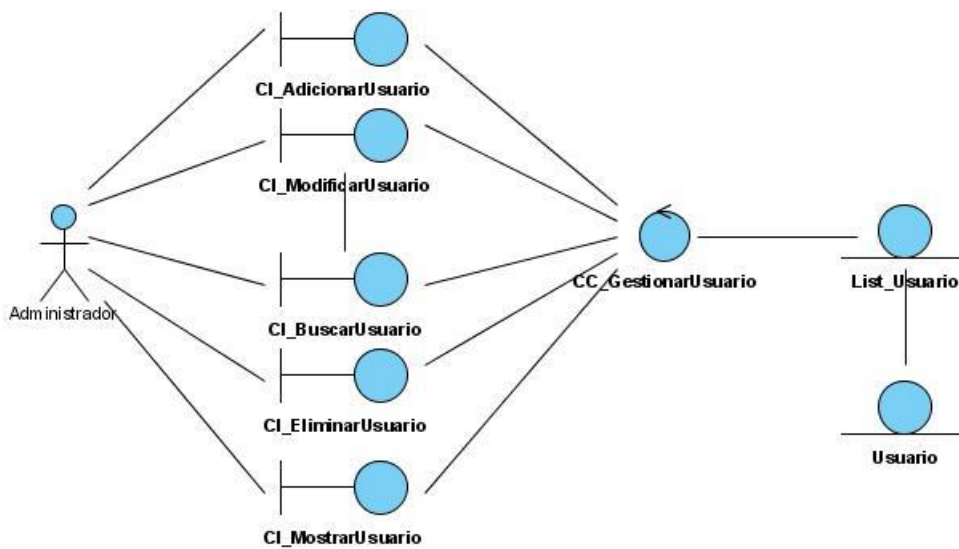 CI_AdicionarUsuario
CI_ModificarUsuario
Administrador
CC_GestionarUsuario
List_Usuario
CI_BuscarUsuario
CI_EliminarUsuario
Usuario
CI_MostrarUsuario